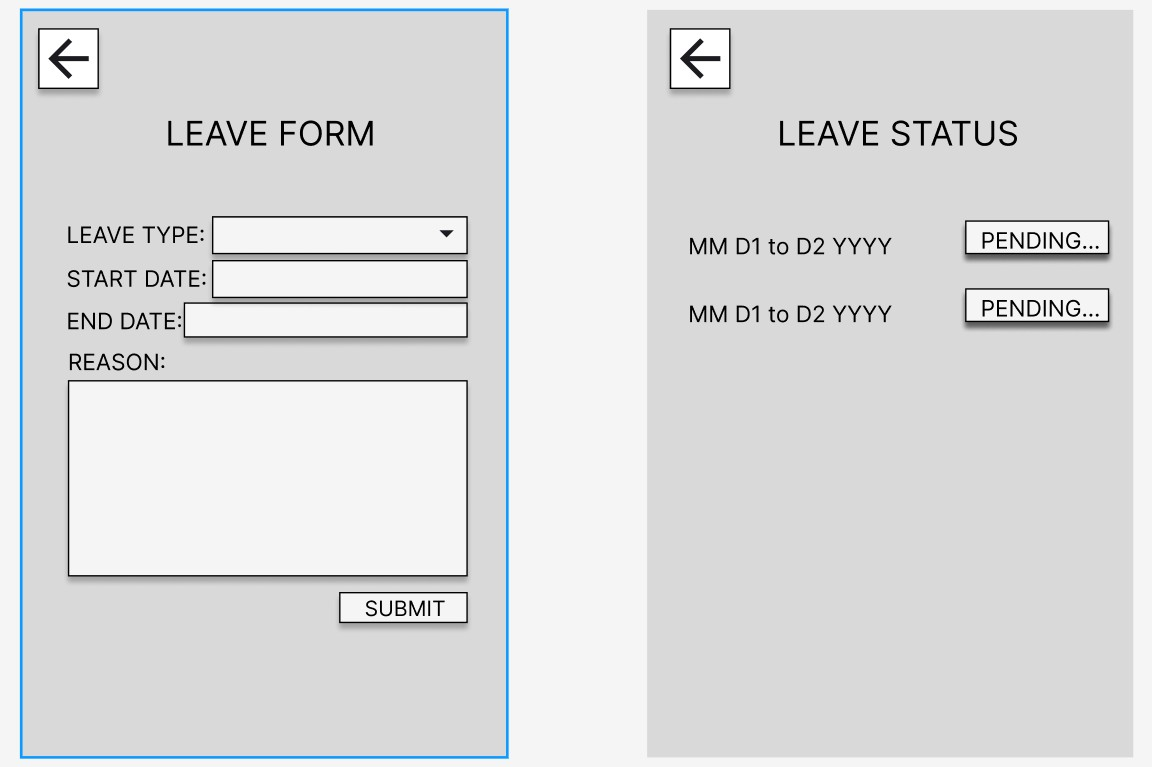 LEAVE FORM
LEAVE TYPE:
START DATE:
END DATE:
REASON:
SUBMIT
LEAVE STATUS
MM D1 to D2 YYYY PENDING...
MM D1 to D2 YYYY PENDING...